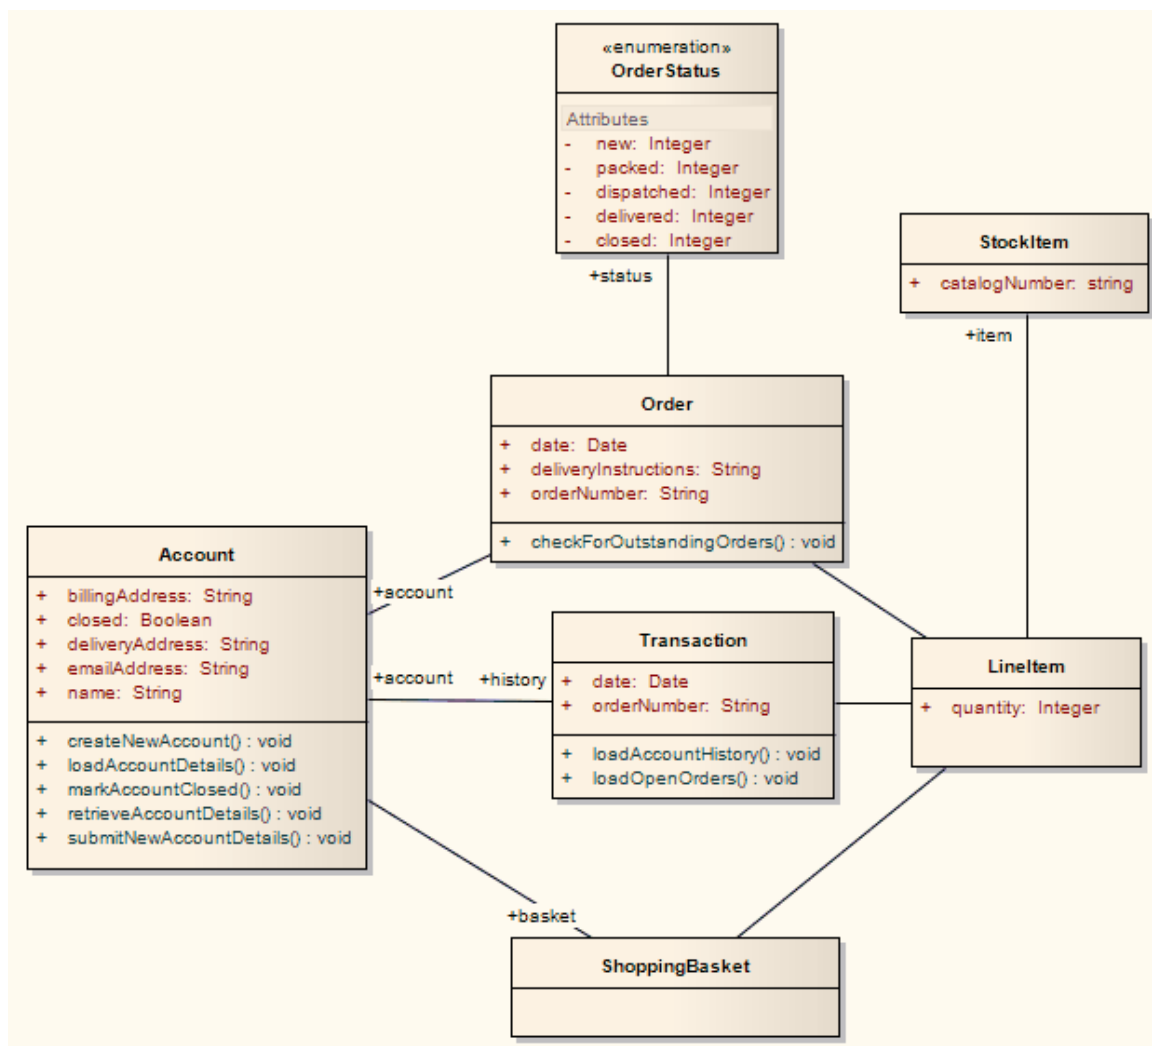 «enumeration»
OrderStatus
Attributes
- new: Integer
- packed: Integer
- dispatched: Integer
- delivered: Integer
- closed: Integer
+status
StockItem
+ catalogNumber: string
+item
Order
+ date: Date
+ deliveryInstructions: String
+ orderNumber: String
+ checkForOutstandingOrders() : void
Account
+ billingAddress: String
+ closed: Boolean
+ deliveryAddress: String
+ emailAddress: String
+ name: String
+ createNewAccount() : void
+ loadAccountDetails() : void
+ markAccountClosed() : void
+ retrieveAccountDetails() : void
+ submitNewAccountDetails() : void
+account
+account
+history
Transaction
+ date: Date
+ orderNumber: String
+ loadAccountHistory() : void
+ loadOpenOrders() : void
LineItem
+ quantity: Integer
+basket
ShoppingBasket